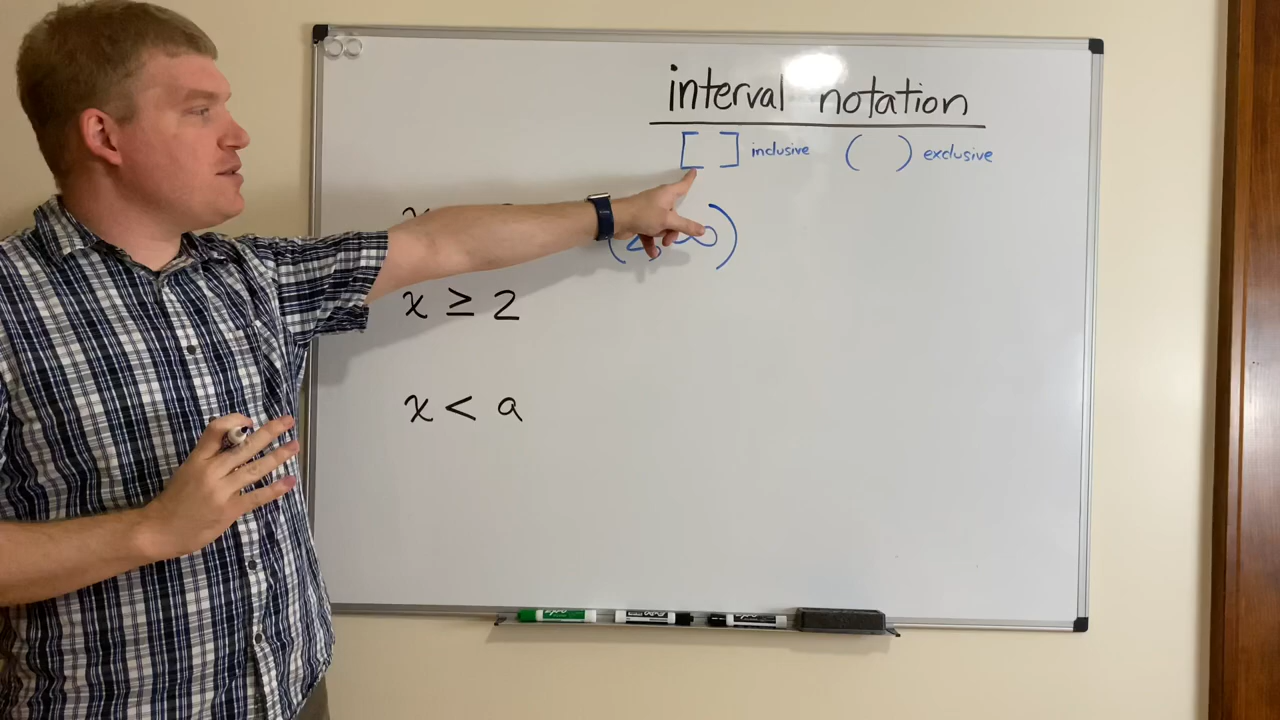 interval notation
[ ] inclusive ( ) exclusive
x ≥ 2
x < a